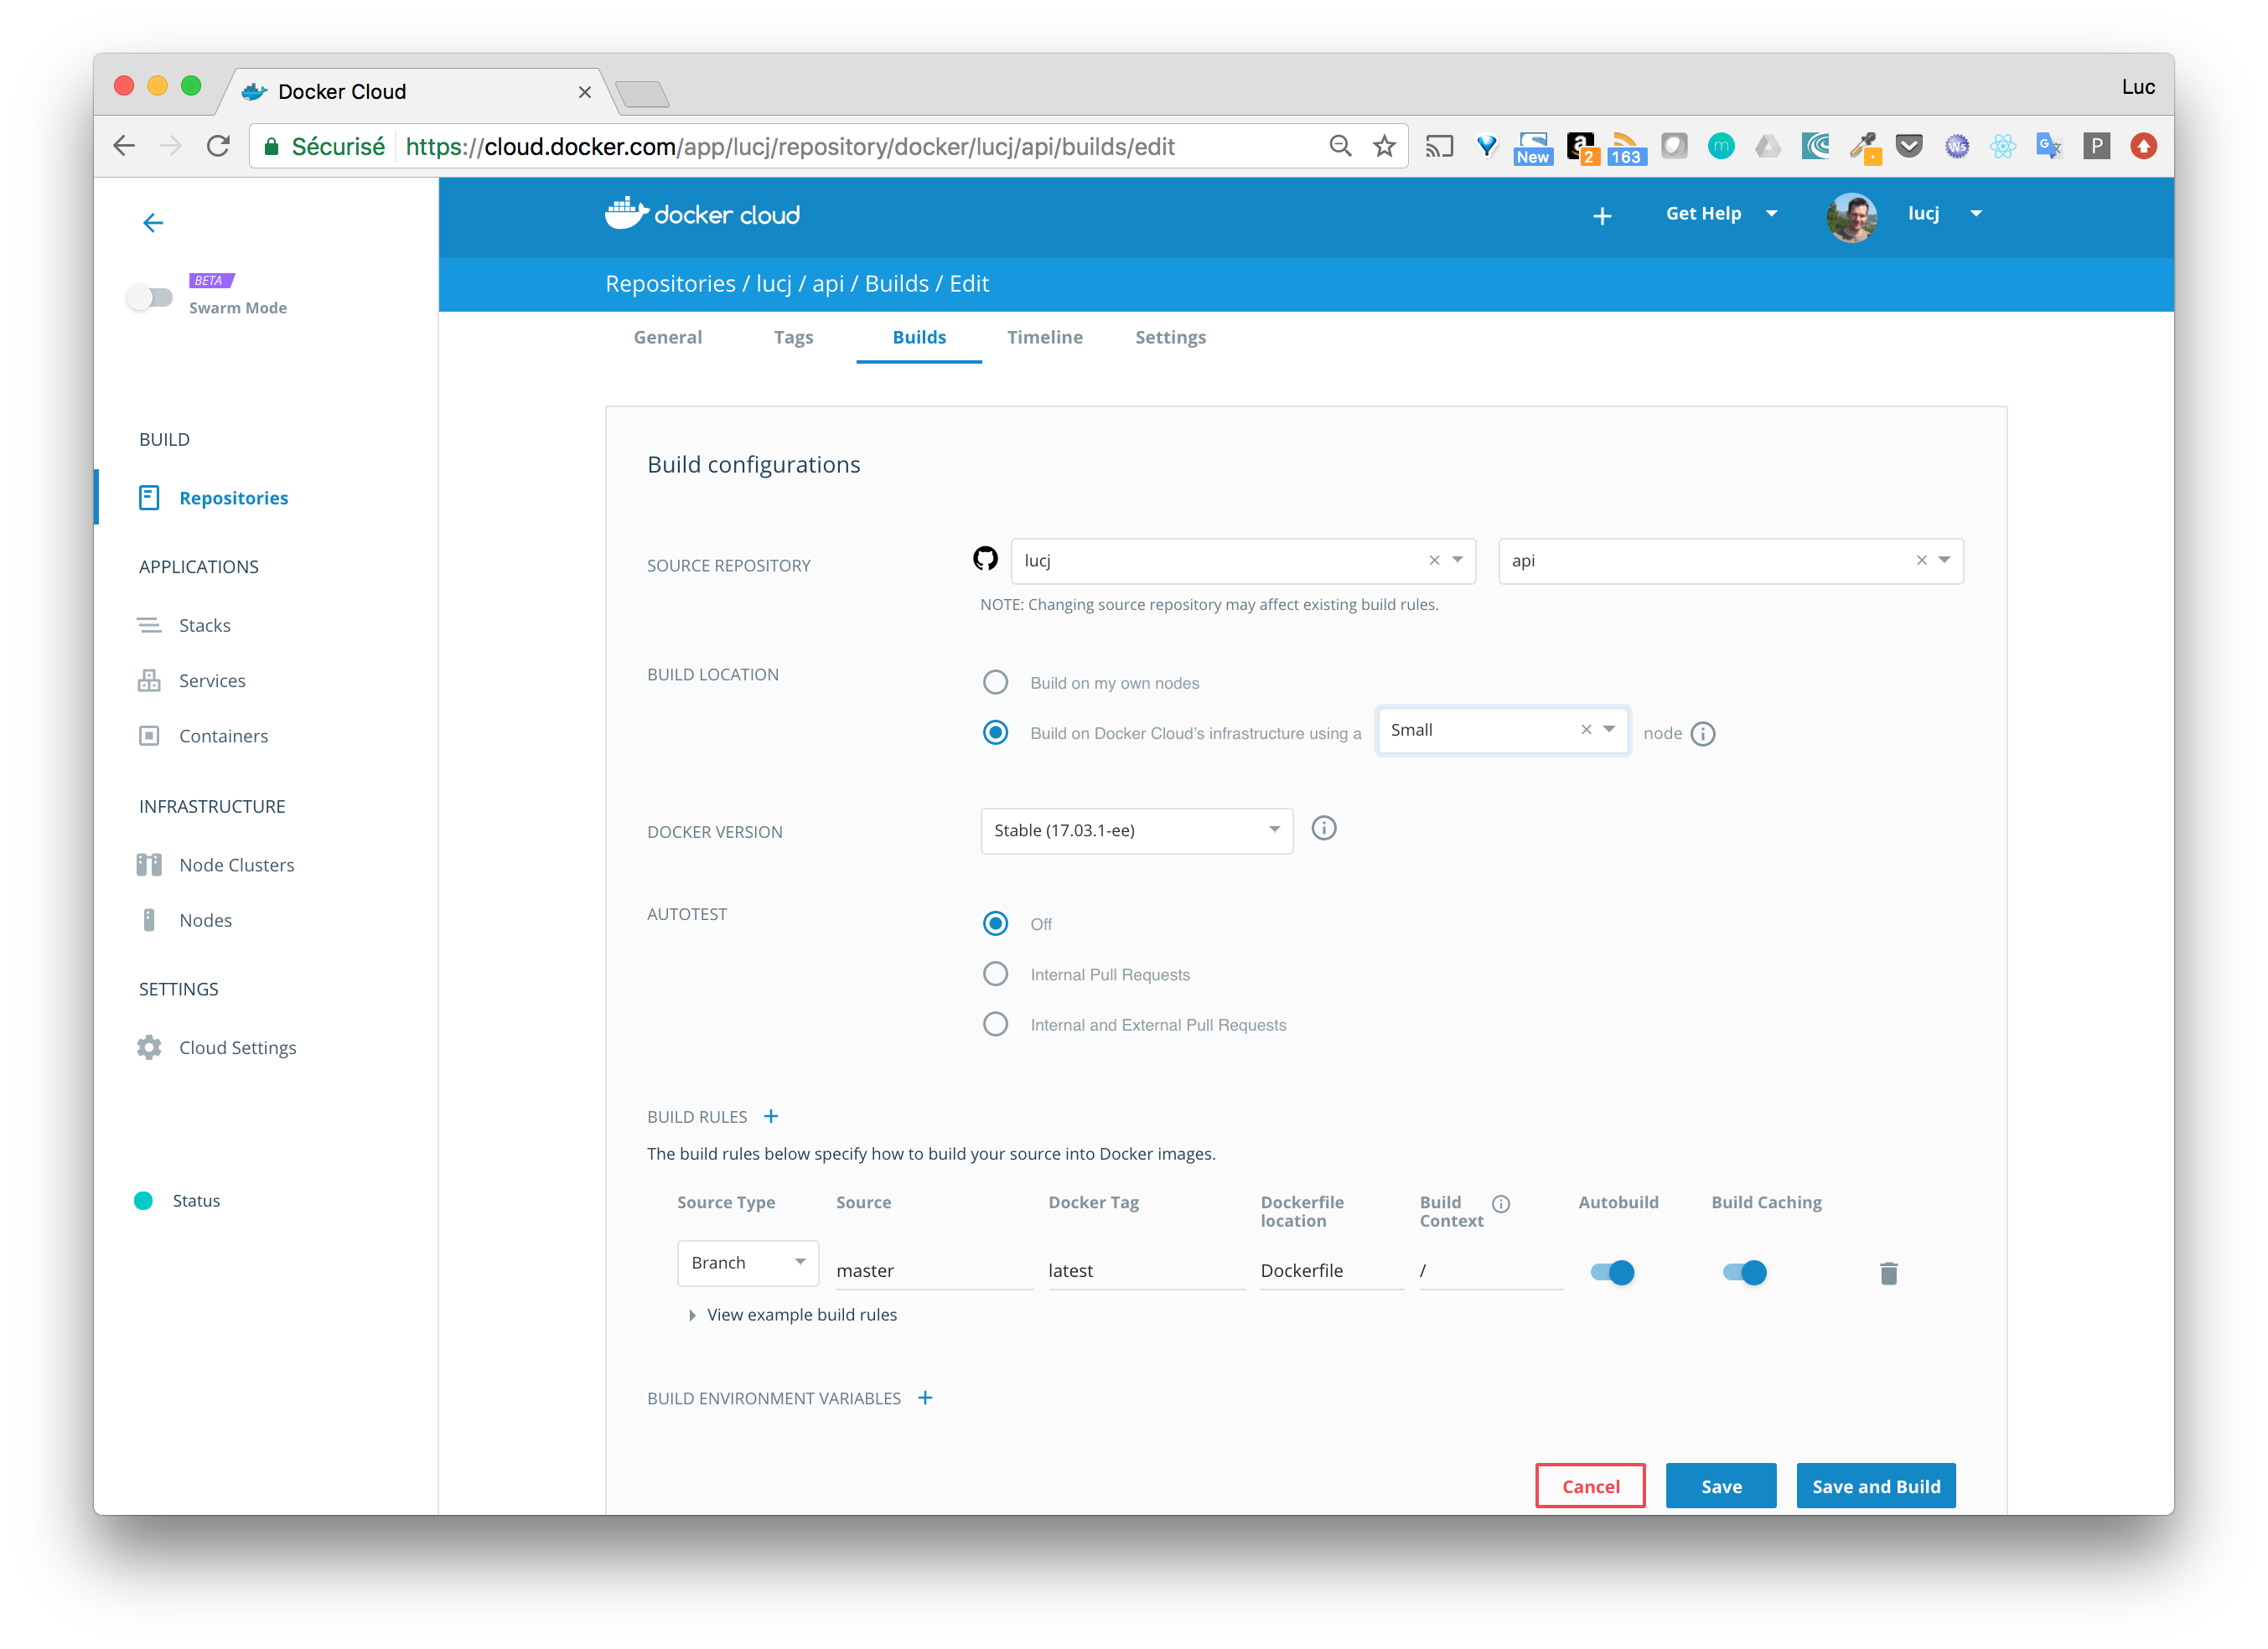 Docker Cloud
Luc
Sécurisé https://cloud.docker.com/app/lucj/repository/docker/lucj/api/builds/edit
New
a 2
163
m
Ws
G
P
docker cloud
Get Help
lucj
BETA
Swarm Mode
Repositories / lucj / api / Builds / Edit
General Tags Builds Timeline Settings
BUILD
Repositories
APPLICATIONS
Stacks
Services
Containers
INFRASTRUCTURE
Node Clusters
Nodes
SETTINGS
Cloud Settings
Status
Build configurations
SOURCE REPOSITORY lucj api
NOTE: Changing source repository may affect existing build rules.
BUILD LOCATION Build on my own nodes
Build on Docker Cloud's infrastructure using a Small node
DOCKER VERSION Stable (17.03.1-ee)
AUTOTEST Off
Internal Pull Requests
Internal and External Pull Requests
BUILD RULES +
The build rules below specify how to build your source into Docker images.
Source Type Source Docker Tag Dockerfile location Build Context Autobuild Build Caching
Branch master latest Dockerfile /
View example build rules
BUILD ENVIRONMENT VARIABLES +
Cancel Save Save and Build